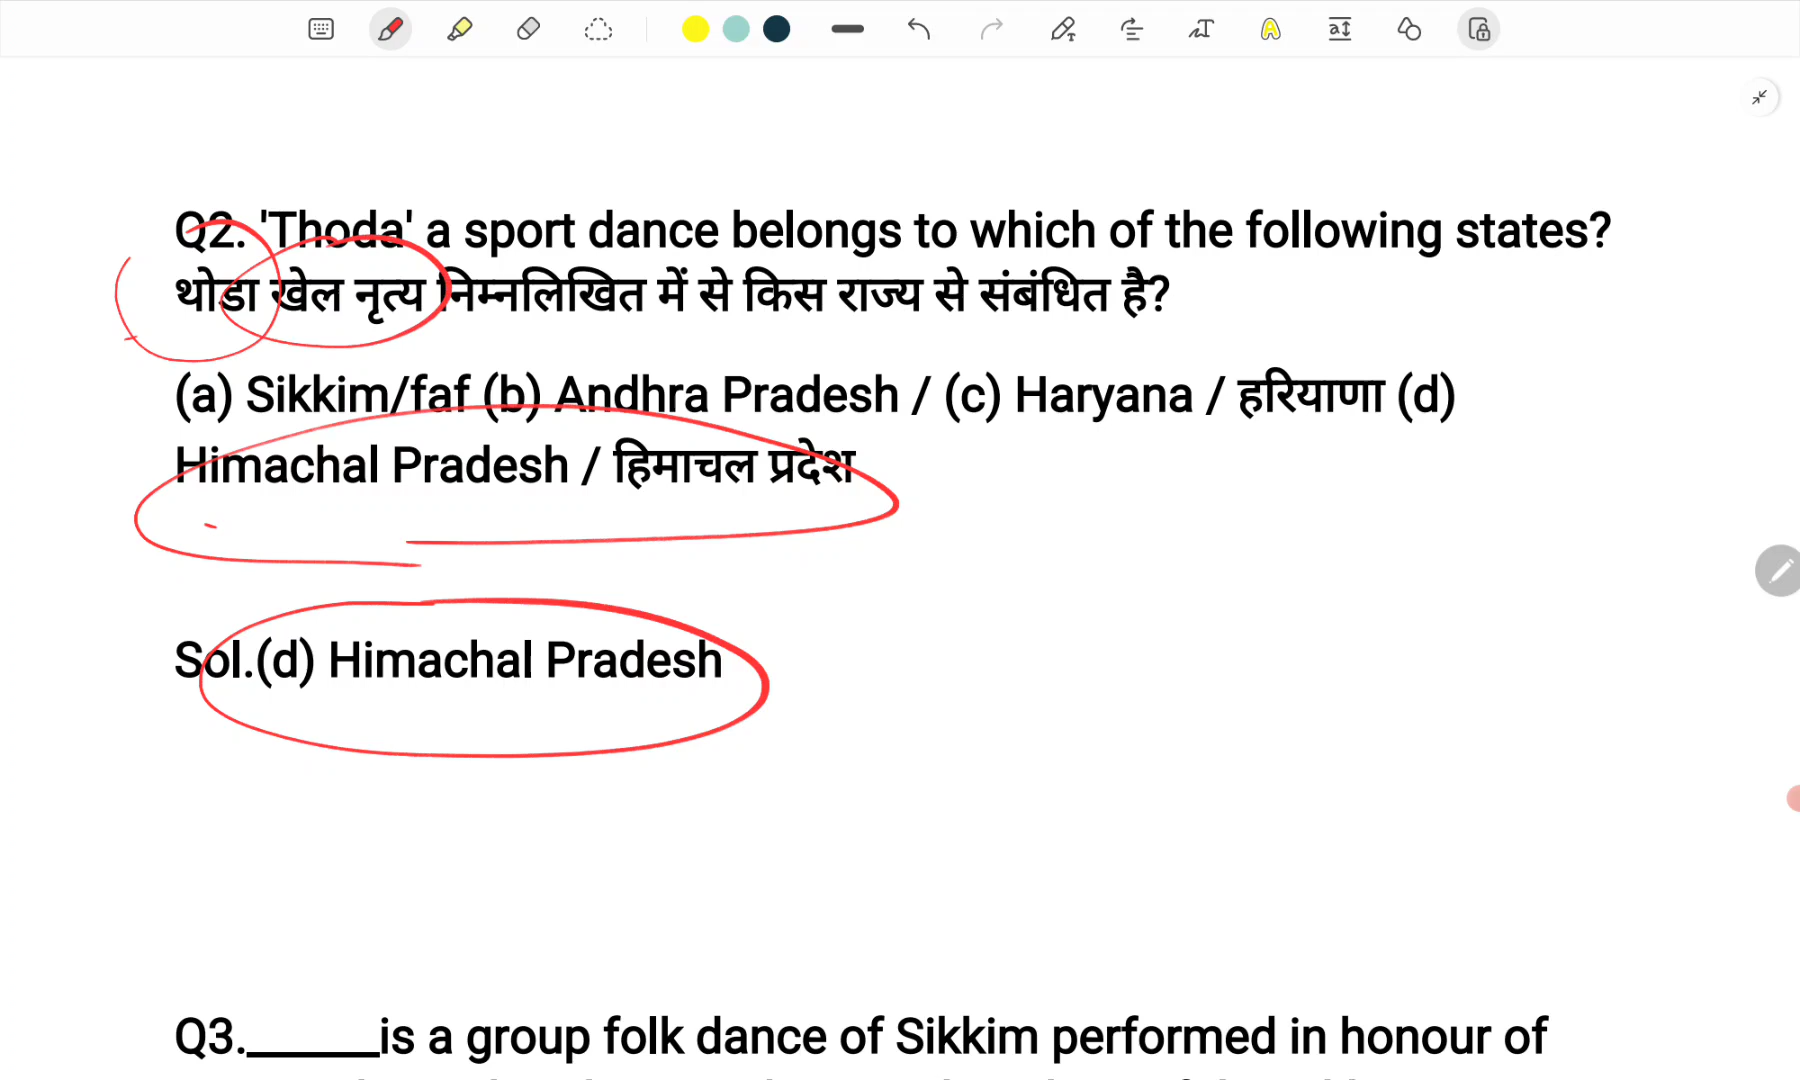 Q2. 'Thoda' a sport dance belongs to which of the following states?
थोडा खेल नृत्य निम्नलिखित में से किस राज्य से संबंधित है?
(a) Sikkim/faf (b) Andhra Pradesh / (c) Haryana / हरियाणा (d)
Himachal Pradesh / हिमाचल प्रदेश
Sol.(d) Himachal Pradesh
Q3.______is a group folk dance of Sikkim performed in honour of